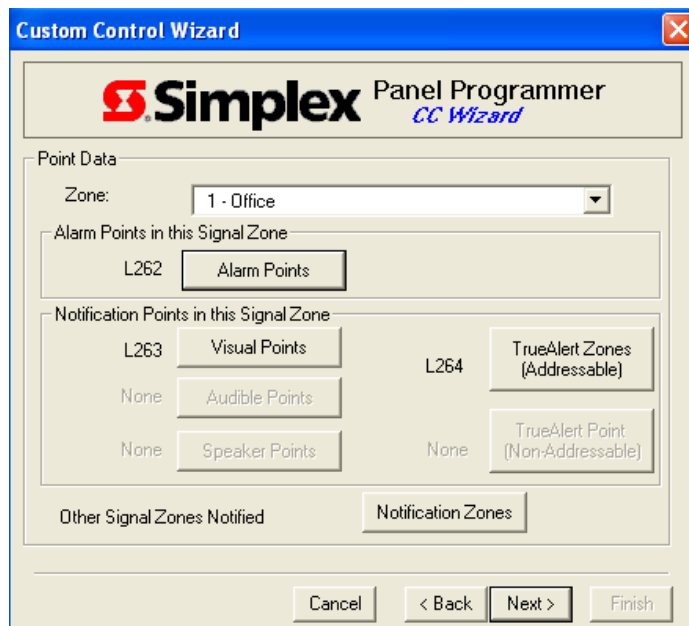 Custom Control Wizard
Simplex
Panel Programmer
CC Wizard
Point Data
Zone: 1 - Office
Alarm Points in this Signal Zone
L262 Alarm Points
Notification Points in this Signal Zone
L263 Visual Points
L264 TrueAlert Zones
(Addressable)
None Audible Points
None Speaker Points
None TrueAlert Point
(Non-Addressable)
Other Signal Zones Notified Notification Zones
Cancel < Back Next > Finish